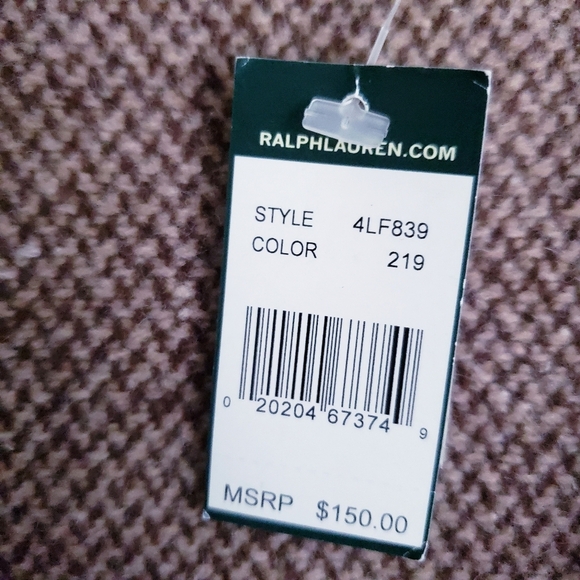 RALPHLAUREN.COM
STYLE 4LF839
COLOR 219
0 20204 67374 9
MSRP $150.00